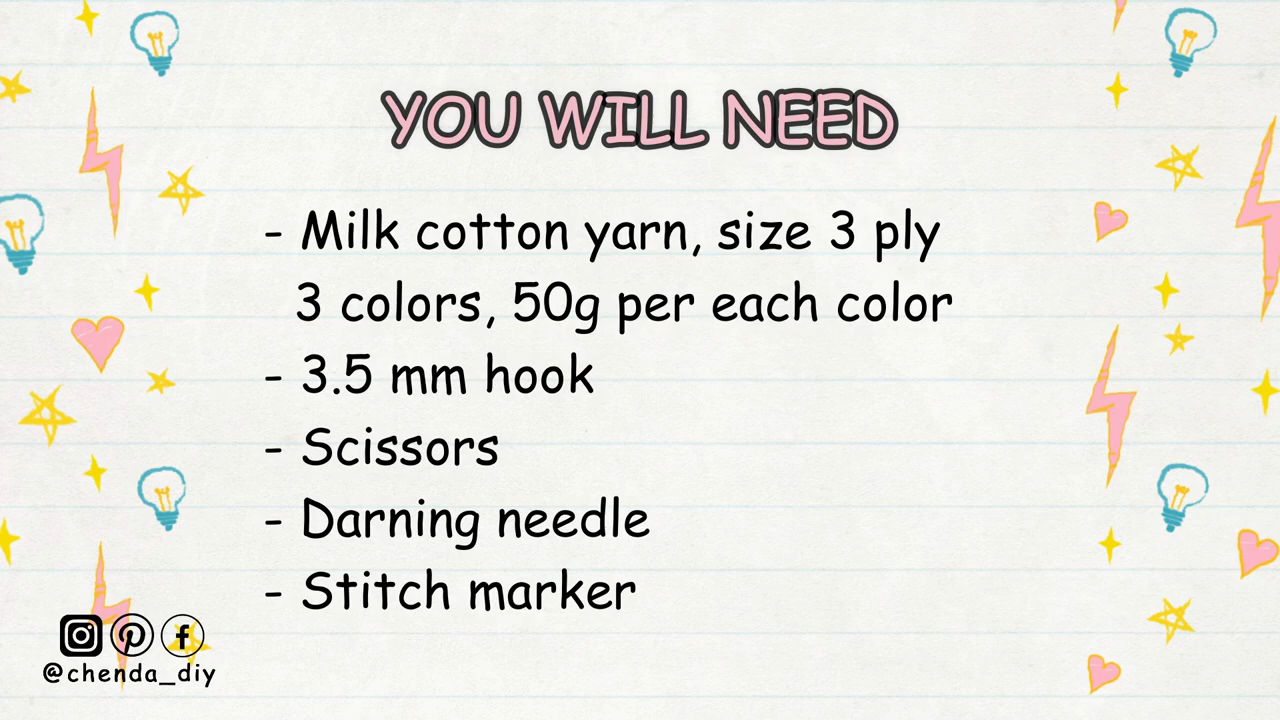 YOU WILL NEED
- Milk cotton yarn, size 3 ply
3 colors, 50g per each color
- 3.5 mm hook
- Scissors
- Darning needle
- Stitch marker
@chenda_diy